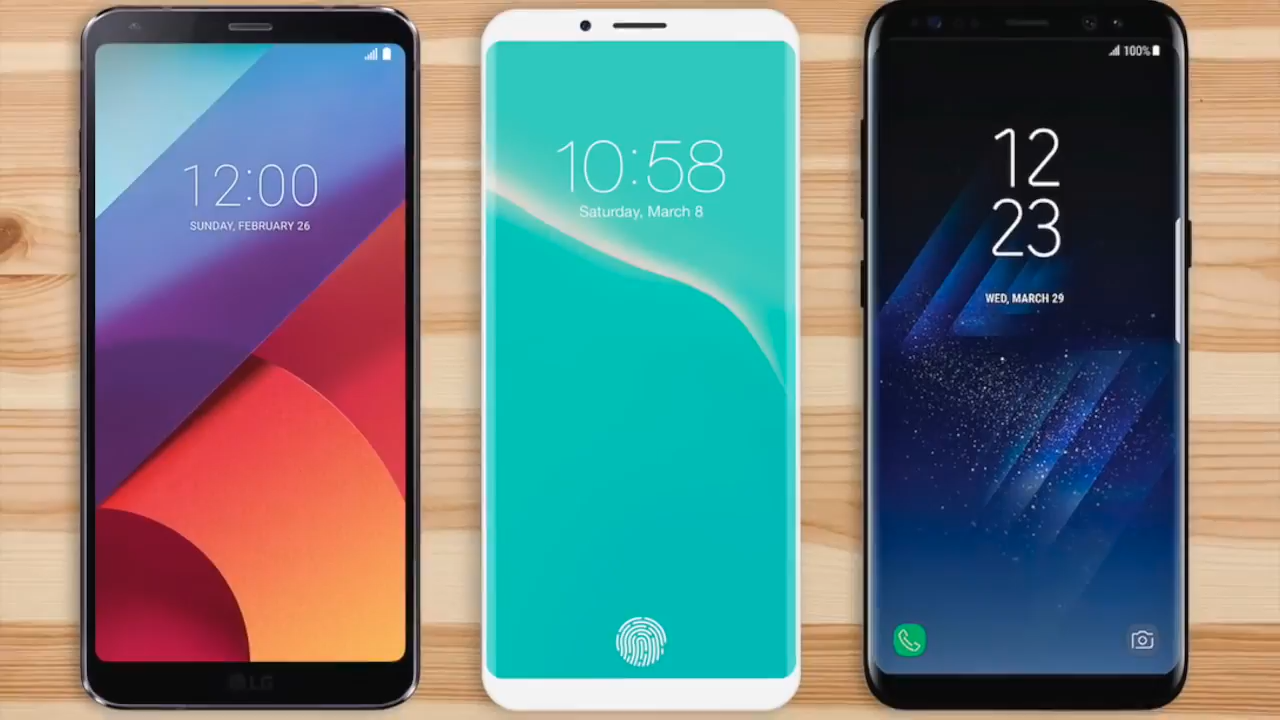 12:00
SUNDAY, FEBRUARY 26
LG
10:58
Saturday, March 8
100%
12
23
WED, MARCH 29